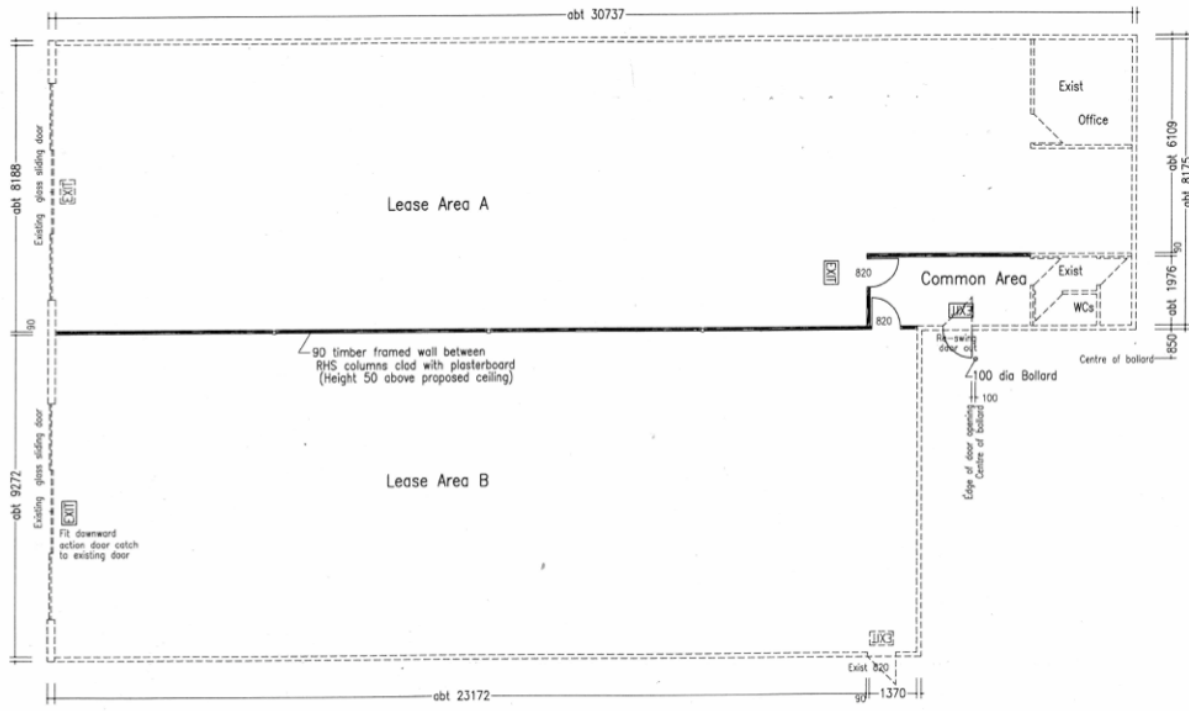 abt 30737
Exist
Office
abt 6109
abt 8175
abt 8188
Existing glass sliding door
EXIT
Lease Area A
EXIT
820
Common Area
Exist
WCs
90
abt 1976
EXIT
820
90
Re-swing
door out
850
Centre of bollard
90 timber framed wall between
RHS columns clad with plasterboard
(Height 50 above proposed ceiling)
100 dia Bollard
100
Edge of door opening
Centre of bollard
abt 9272
Existing glass sliding door
Lease Area B
EXIT
Fit downward
action door catch
to existing door
EXIT
Exist 820
abt 23172
90
1370